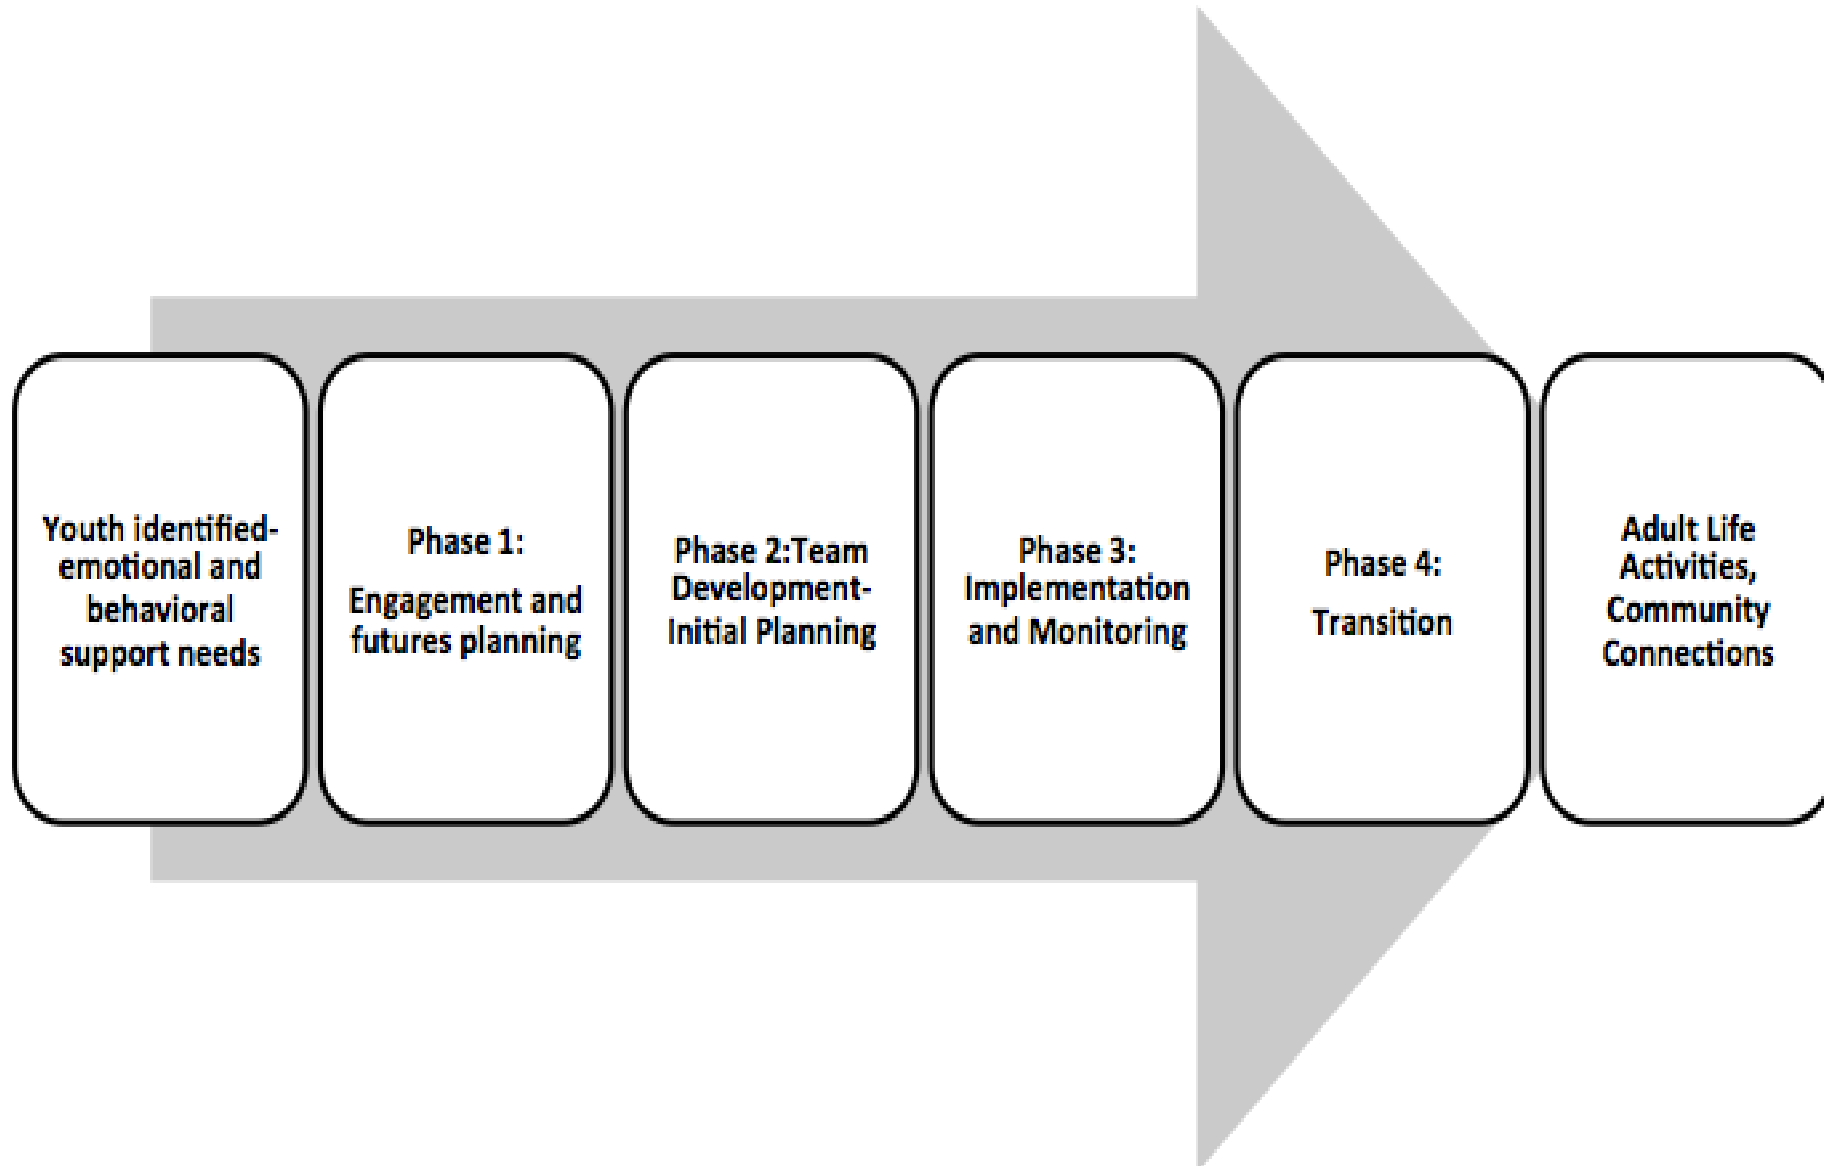 Youth identified-
emotional and
behavioral
support needs
Phase 1:
Engagement and
futures planning
Phase 2:Team
Development-
Initial Planning
Phase 3:
Implementation
and Monitoring
Phase 4:
Transition
Adult Life
Activities,
Community
Connections